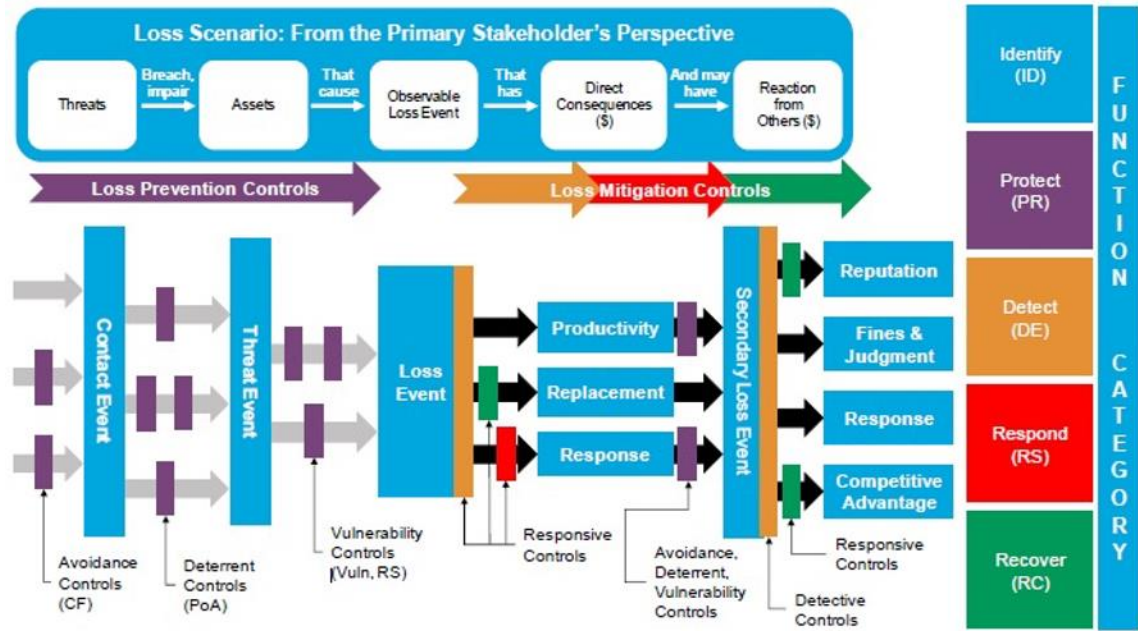 Loss Scenario: From the Primary Stakeholder's Perspective
Threats
Breach,
impair
Assets
That
cause
Observable
Loss Event
That
has
Direct
Consequences
($)
And may
have
Reaction
from
Others ($)
Loss Prevention Controls
Loss Mitigation Controls
Contact Event
Threat Event
Loss
Event
Productivity
Replacement
Response
Secondary Loss Event
Reputation
Fines &
Judgment
Response
Competitive
Advantage
Avoidance
Controls
(CF)
Deterrent
Controls
(PoA)
Vulnerability
Controls
(Vuln, RS)
Responsive
Controls
Avoidance,
Deterrent,
Vulnerability
Controls
Responsive
Controls
Detective
Controls
Identify
(ID)
Protect
(PR)
Detect
(DE)
Respond
(RS)
Recover
(RC)
FUNCTION CATEGORY